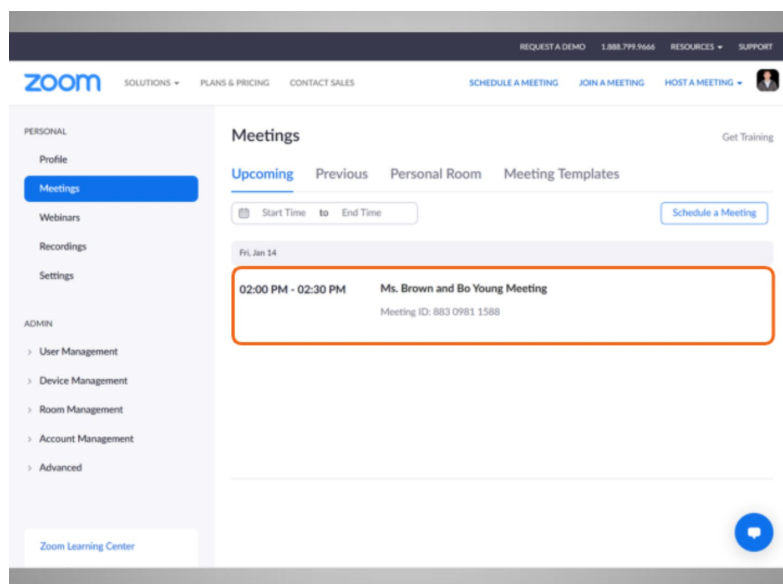 REQUEST A DEMO 1.888.799.9666 RESOURCES SUPPORT
zoom SOLUTIONS PLANS & PRICING CONTACT SALES SCHEDULE A MEETING JOIN A MEETING HOST A MEETING
PERSONAL
Profile
Meetings
Webinars
Recordings
Settings
ADMIN
User Management
Device Management
Room Management
Account Management
Advanced
Zoom Learning Center
Meetings Get Training
Upcoming Previous Personal Room Meeting Templates
Start Time to End Time Schedule a Meeting
Fri, Jan 14
02:00 PM - 02:30 PM Ms. Brown and Bo Young Meeting
Meeting ID: 883 0981 1588